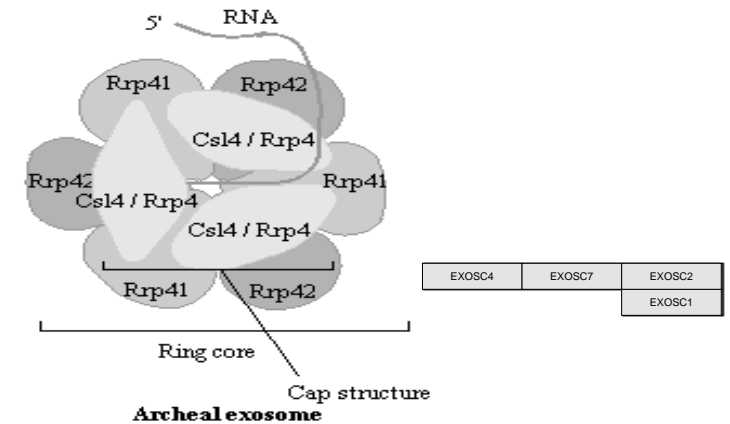 5' RNA
Rrp41 Rrp42
Csl4 / Rrp4
Rrp42 Rrp41
Csl4 / Rrp4
Csl4 / Rrp4
Rrp41 Rrp42
EXOSC4 EXOSC7 EXOSC2
EXOSC1
Ring core
Cap structure
Archeal exosome